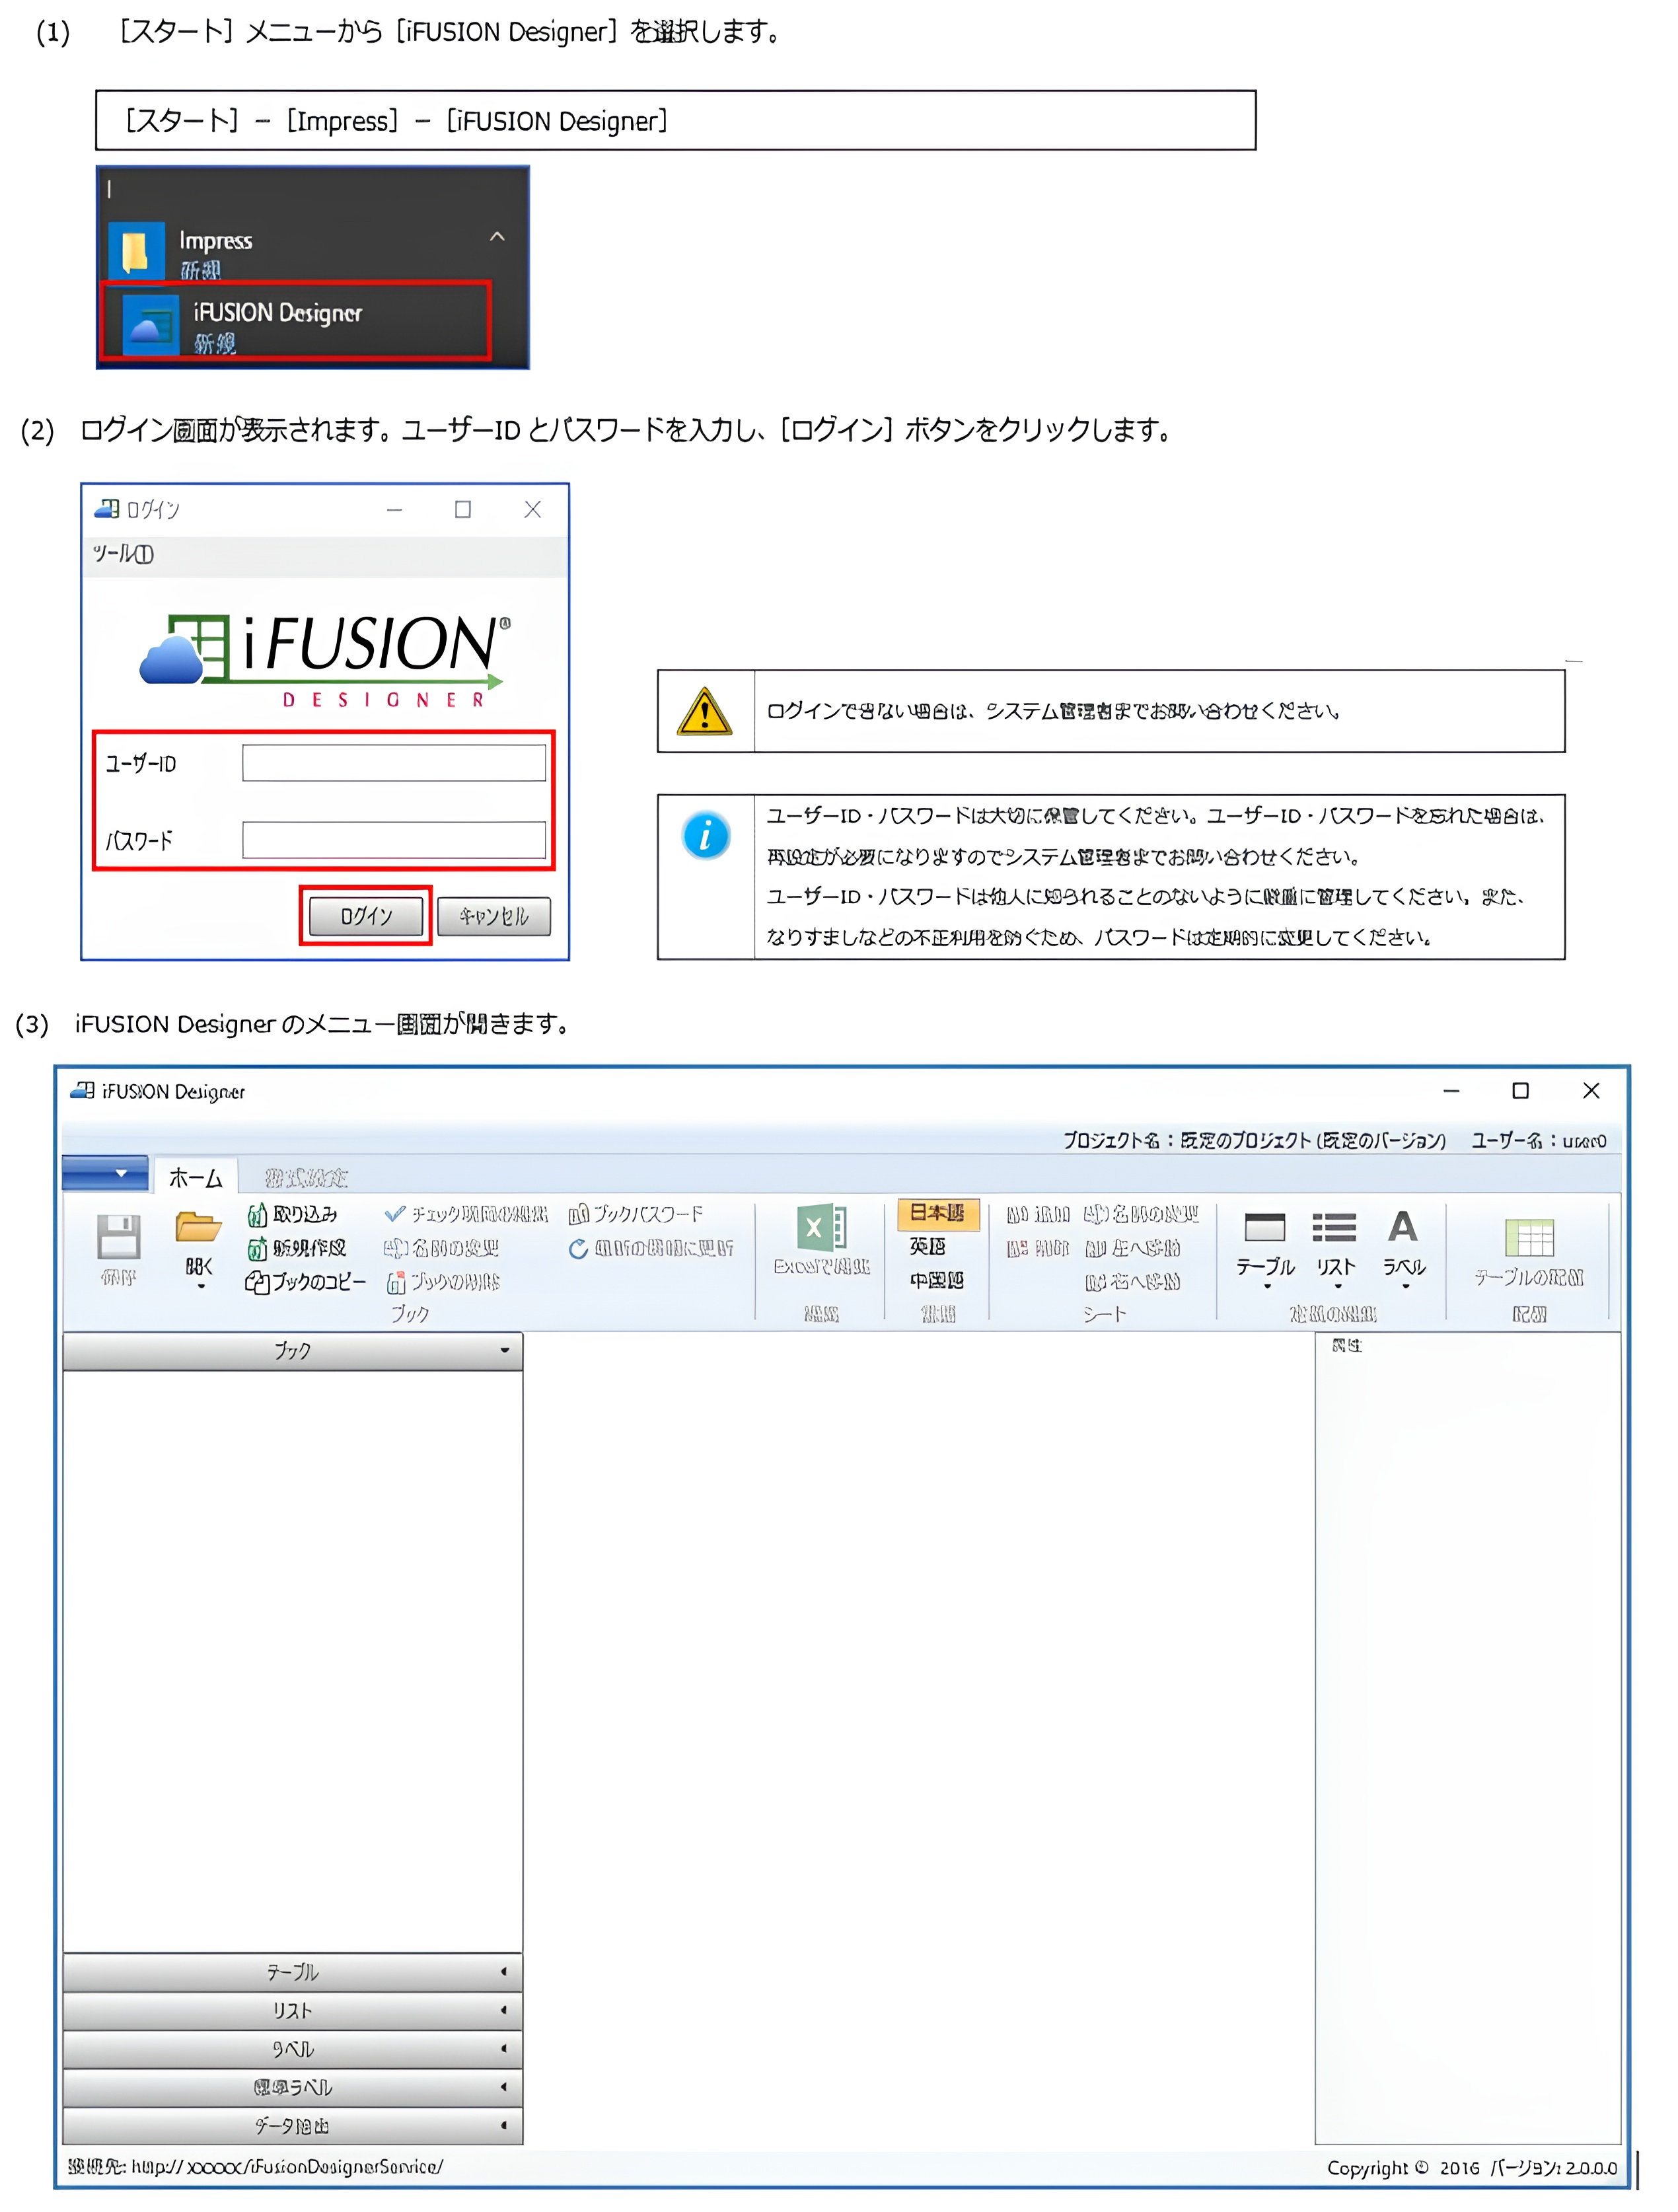 (1) ［スタート］メニューから［iFUSION Designer］を選択します。
［スタート］－［Impress］－［iFUSION Designer］
I
Impress
新規
iFUSION Designer
新規
(2) ログイン画面が表示されます。ユーザーID とパスワードを入力し、［ログイン］ボタンをクリックします。
ログイン
ツール(T)
iFUSION®
DESIGNER
ユーザーID
パスワード
ログイン キャンセル
ログインできない場合は、システム管理者までお問い合わせください。
ユーザーID・パスワードは大切に保管してください。ユーザーID・パスワードを忘れた場合は、
再設定が必要になりますのでシステム管理者までお問い合わせください。
ユーザーID・パスワードは他人に知られることのないように厳重に管理してください。また、
なりすましなどの不正利用を防ぐため、パスワードは定期的に変更してください。
(3) iFUSION Designer のメニュー画面が開きます。
iFUSION Designer
プロジェクト名：既定のプロジェクト (既定のバージョン) ユーザー名：user0
ホーム 書式設定
取り込み ブックパスワード 日本語 追加 名前の変更
新規作成 名前の変更 英語 削除 左へ移動
保存 開く Excelで編集 テーブル リスト ラベル テーブルの配置
ブックのコピー ブックの削除 中国語 右へ移動
ブック 編集 言語 シート 配置
ブック
属性
テーブル
リスト
ラベル
標準ラベル
データ抽出
接続先: http://xxxxxx/iFusionDesignerService/
Copyright © 2016 バージョン: 2.0.0.0